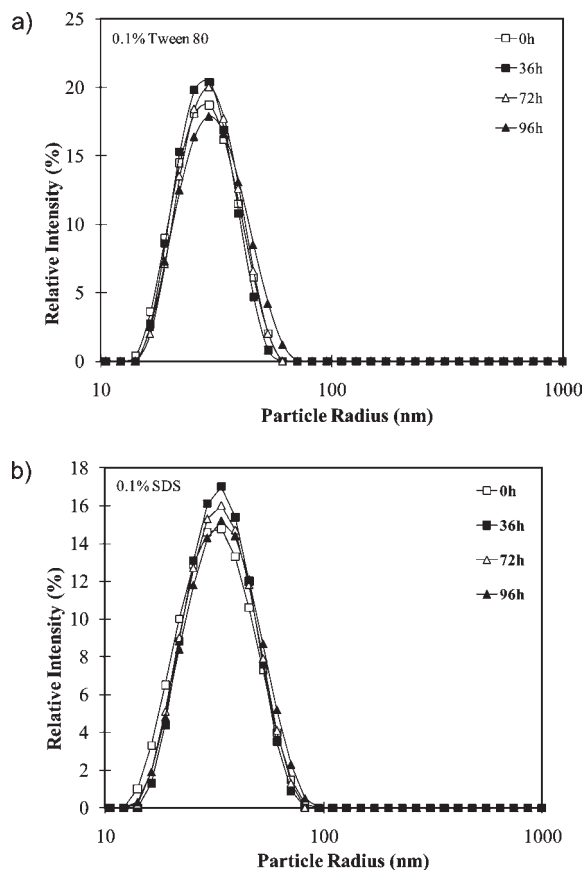 a)
0.1% Tween 80
0h
36h
72h
96h
25
20
15
10
5
0
Relative Intensity (%)
10
100
1000
Particle Radius (nm)
b)
0.1% SDS
0h
36h
72h
96h
18
16
14
12
10
8
6
4
2
0
Relative Intensity (%)
10
100
1000
Particle Radius (nm)